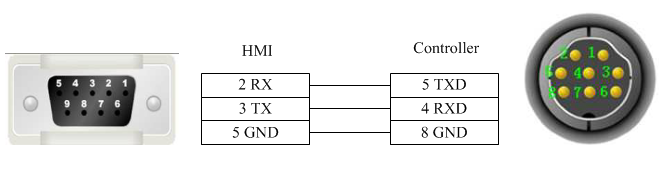 HMI
Controller
2 RX
5 TXD
3 TX
4 RXD
5 GND
8 GND
5 4 3 2 1
9 8 7 6
2 1
5 4 3
8 7 6